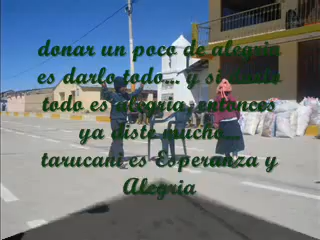 donar un poco de alegria
es darlo todo... y si darlo
todo es alegria, entonces
ya diste mucho...
tarucani es Esperanza y
Alegria